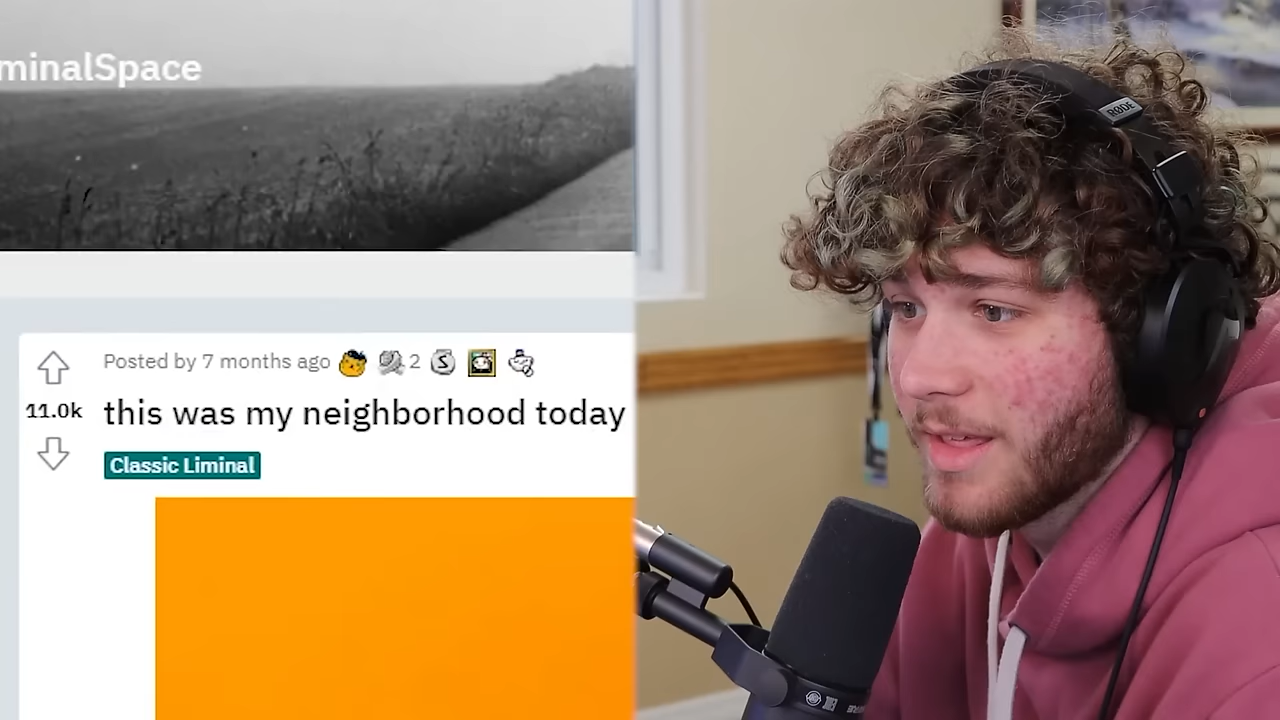 minalSpace
RØDE
Posted by 7 months ago 2
11.0k
this was my neighborhood today
Classic Liminal